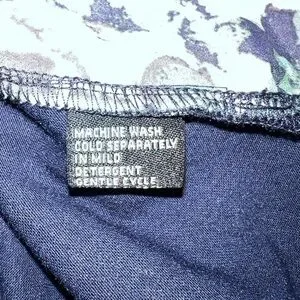 MACHINE WASH
COLD SEPARATELY
IN MILD
DETERGENT
GENTLE CYCLE